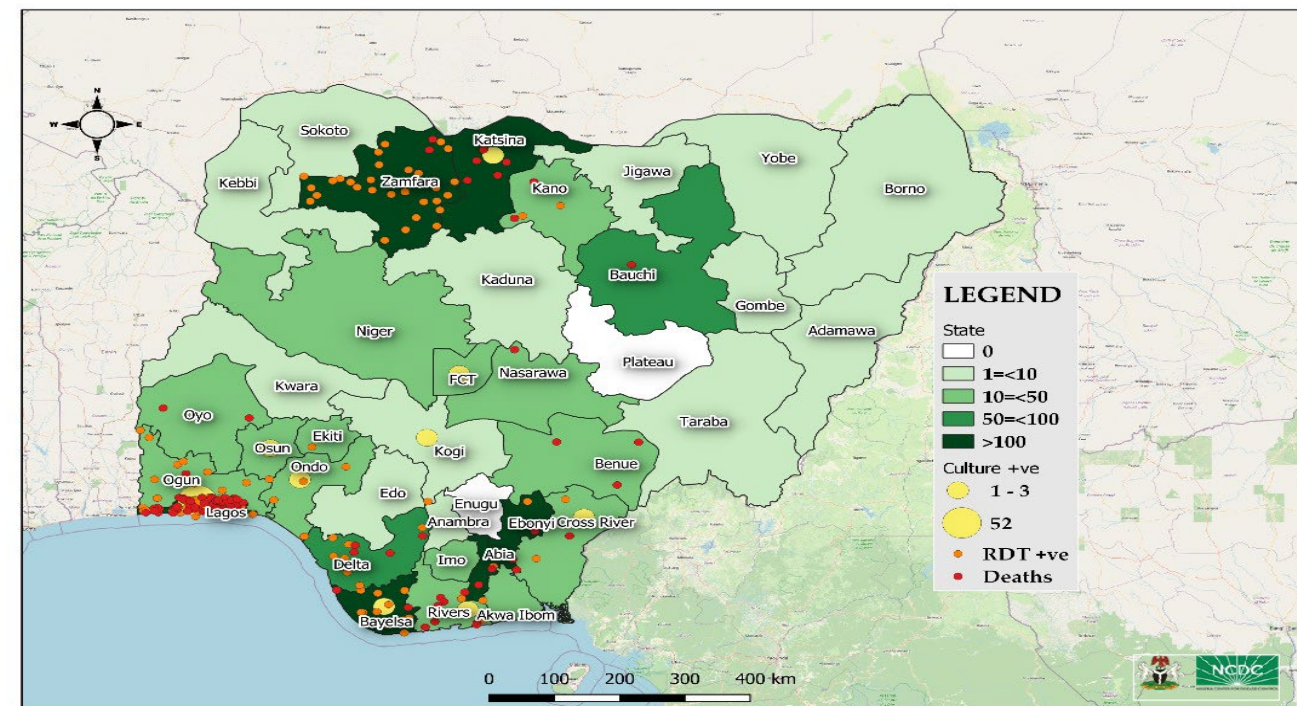 N
W E
S
Sokoto
Katsina
Kebbi
Zamfara
Kano
Jigawa
Yobe
Borno
Kaduna
Bauchi
Gombe
Adamawa
Niger
Plateau
FCT
Nasarawa
Kwara
Taraba
Oyo
Osun
Ekiti
Kogi
Benue
Ogun
Ondo
Edo
Enugu
Lagos
Anambra
Ebonyi
Cross River
Delta
Imo
Abia
Bayelsa
Rivers
Akwa Ibom
LEGEND
State
0
1=<10
10=<50
50=<100
>100
Culture +ve
1 - 3
52
RDT +ve
Deaths
0 100 200 300 400 km
NCDC